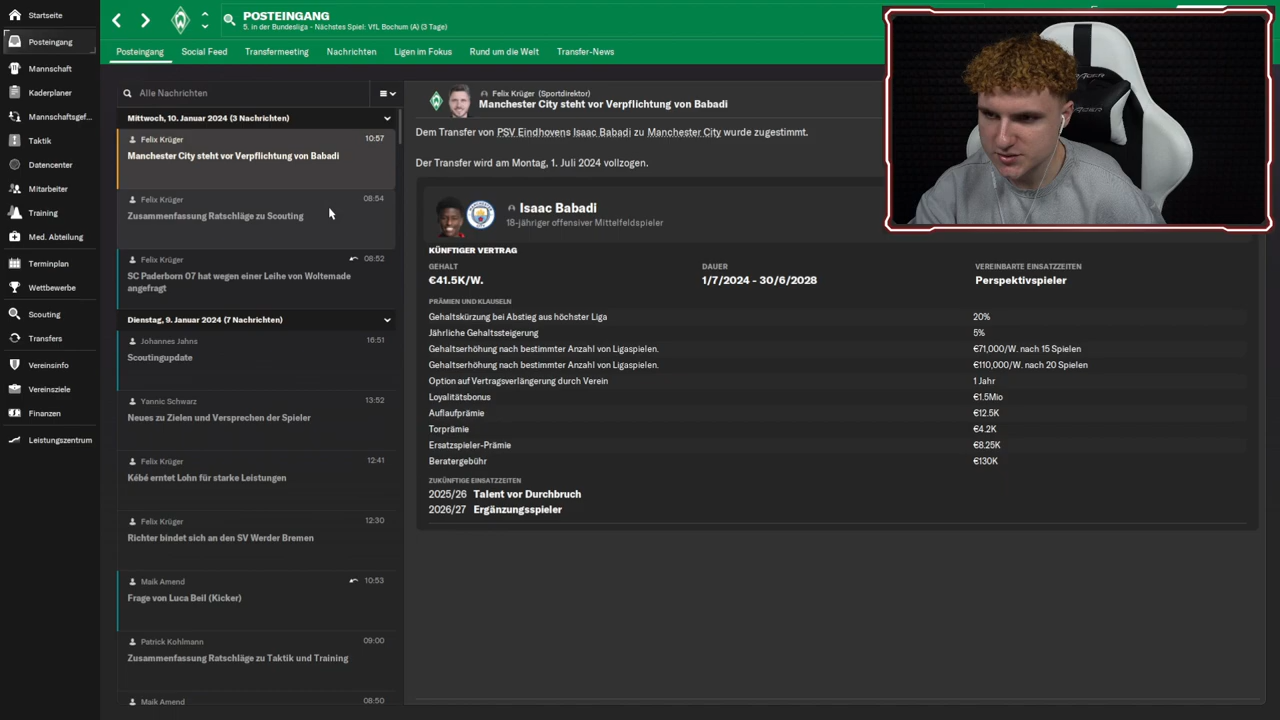 Startseite
Posteingang
Mannschaft
Kaderplaner
Mannschaftsgef...
Taktik
Datencenter
Mitarbeiter
Training
Med. Abteilung
Terminplan
Wettbewerbe
Scouting
Transfers
Vereinsinfo
Vereinsziele
Finanzen
Leistungszentrum
POSTEINGANG
5. in der Bundesliga - Nächstes Spiel: VfL Bochum (A) (3 Tage)
Posteingang Social Feed Transfermeeting Nachrichten Ligen im Fokus Rund um die Welt Transfer-News
Alle Nachrichten
Mittwoch, 10. Januar 2024 (3 Nachrichten)
Felix Krüger 10:57
Manchester City steht vor Verpflichtung von Babadi
Felix Krüger 08:54
Zusammenfassung Ratschläge zu Scouting
Felix Krüger 08:52
SC Paderborn 07 hat wegen einer Leihe von Woltemade
angefragt
Dienstag, 9. Januar 2024 (7 Nachrichten)
Johannes Jahns 16:51
Scoutingupdate
Yannic Schwarz 13:52
Neues zu Zielen und Versprechen der Spieler
Felix Krüger 12:41
Kébé erntet Lohn für starke Leistungen
Felix Krüger 12:30
Richter bindet sich an den SV Werder Bremen
Maik Amend 10:53
Frage von Luca Beil (Kicker)
Patrick Kohlmann 09:00
Zusammenfassung Ratschläge zu Taktik und Training
Maik Amend 08:50
Felix Krüger (Sportdirektor)
Manchester City steht vor Verpflichtung von Babadi
Dem Transfer von PSV Eindhovens Isaac Babadi zu Manchester City wurde zugestimmt.
Der Transfer wird am Montag, 1. Juli 2024 vollzogen.
Isaac Babadi
18-jähriger offensiver Mittelfeldspieler
KÜNFTIGER VERTRAG
GEHALT DAUER VEREINBARTE EINSATZZEITEN
€41.5K/W. 1/7/2024 - 30/6/2028 Perspektivspieler
PRÄMIEN UND KLAUSELN
Gehaltskürzung bei Abstieg aus höchster Liga 20%
Jährliche Gehaltssteigerung 5%
Gehaltserhöhung nach bestimmter Anzahl von Ligaspielen. €71,000/W. nach 15 Spielen
Gehaltserhöhung nach bestimmter Anzahl von Ligaspielen. €110,000/W. nach 20 Spielen
Option auf Vertragsverlängerung durch Verein 1 Jahr
Loyalitätsbonus €1.5Mio
Auflaufprämie €12.5K
Torprämie €4.2K
Ersatzspieler-Prämie €8.25K
Beratergebühr €130K
ZUKÜNFTIGE EINSATZZEITEN
2025/26 Talent vor Durchbruch
2026/27 Ergänzungsspieler